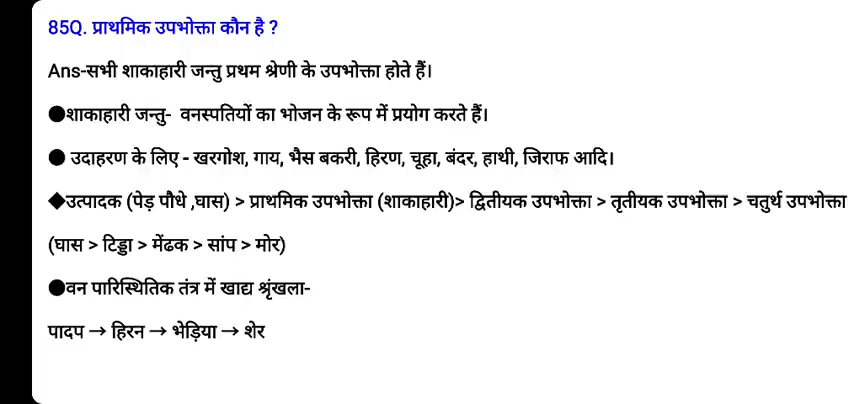 85Q. प्राथमिक उपभोक्ता कौन है ?
Ans-सभी शाकाहारी जन्तु प्रथम श्रेणी के उपभोक्ता होते हैं।
●शाकाहारी जन्तु- वनस्पतियों का भोजन के रूप में प्रयोग करते हैं।
● उदाहरण के लिए - खरगोश, गाय, भैस बकरी, हिरण, चूहा, बंदर, हाथी, जिराफ आदि।
◆उत्पादक (पेड़ पौधे ,घास) > प्राथमिक उपभोक्ता (शाकाहारी)> द्वितीयक उपभोक्ता > तृतीयक उपभोक्ता > चतुर्थ उपभोक्ता
(घास > टिड्डा > मेंढक > सांप > मोर)
●वन पारिस्थितिक तंत्र में खाद्य श्रृंखला-
पादप → हिरन → भेड़िया → शेर